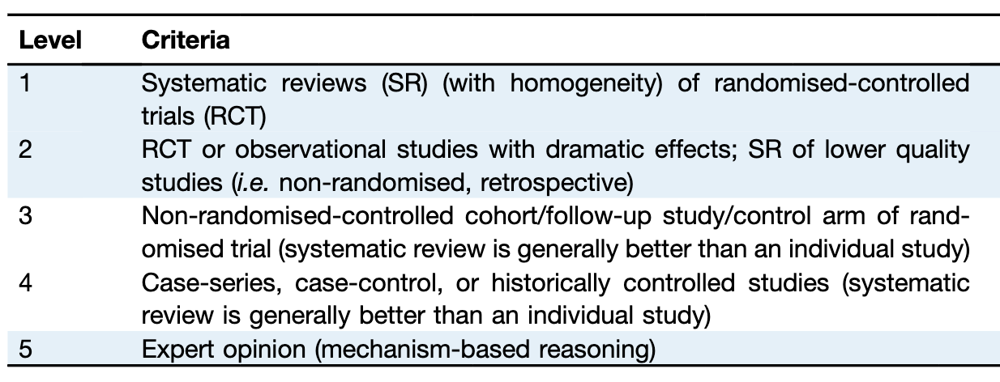 Level Criteria
1 Systematic reviews (SR) (with homogeneity) of randomised-controlled
trials (RCT)
2 RCT or observational studies with dramatic effects; SR of lower quality
studies (i.e. non-randomised, retrospective)
3 Non-randomised-controlled cohort/follow-up study/control arm of rand-
omised trial (systematic review is generally better than an individual study)
4 Case-series, case-control, or historically controlled studies (systematic
review is generally better than an individual study)
5 Expert opinion (mechanism-based reasoning)